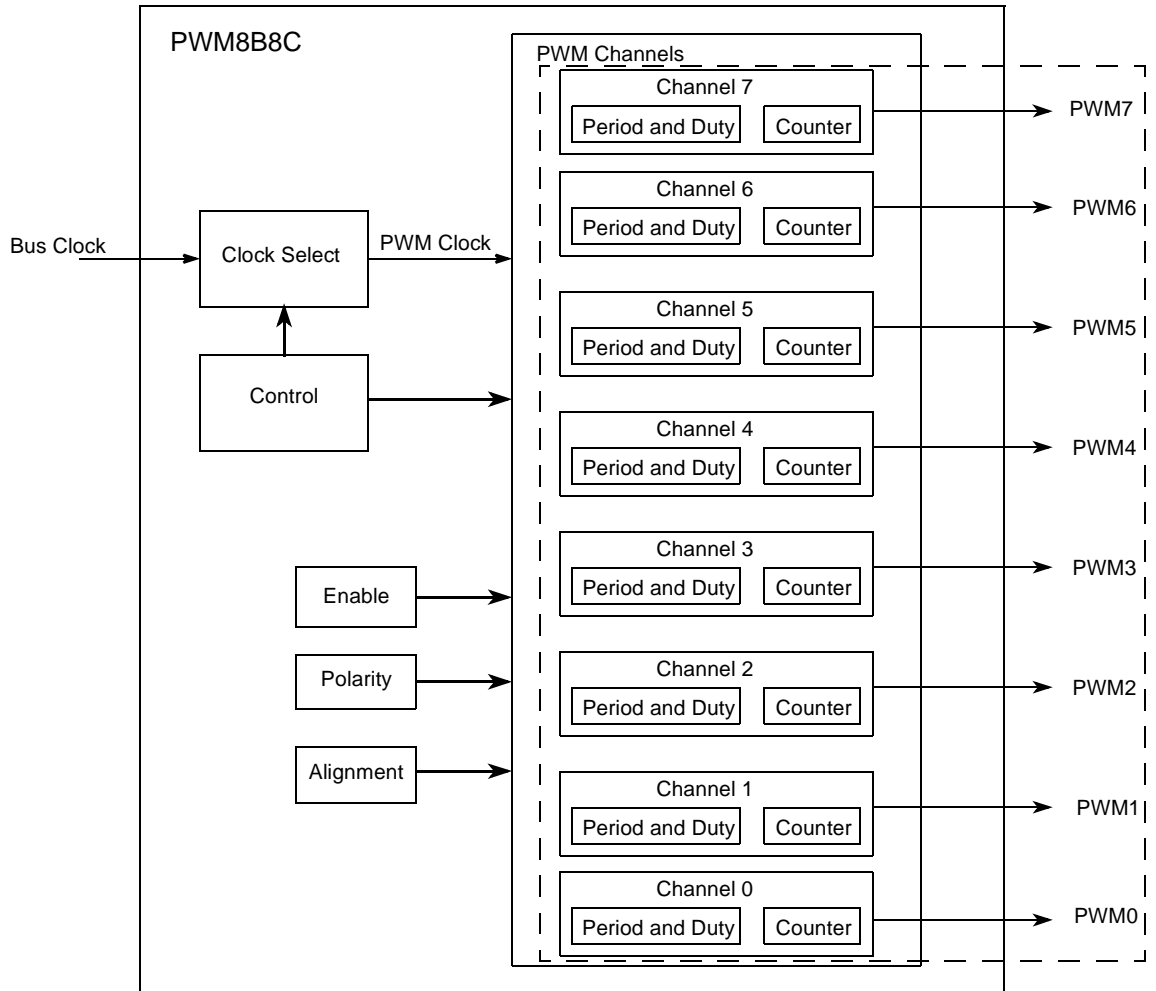 PWM8B8C
PWM Channels
Channel 7
Period and Duty
Counter
PWM7
Channel 6
Period and Duty
Counter
PWM6
Bus Clock
Clock Select
PWM Clock
Channel 5
Period and Duty
Counter
PWM5
Control
Channel 4
Period and Duty
Counter
PWM4
Channel 3
Period and Duty
Counter
PWM3
Enable
Channel 2
Period and Duty
Counter
PWM2
Polarity
Alignment
Channel 1
Period and Duty
Counter
PWM1
Channel 0
Period and Duty
Counter
PWM0